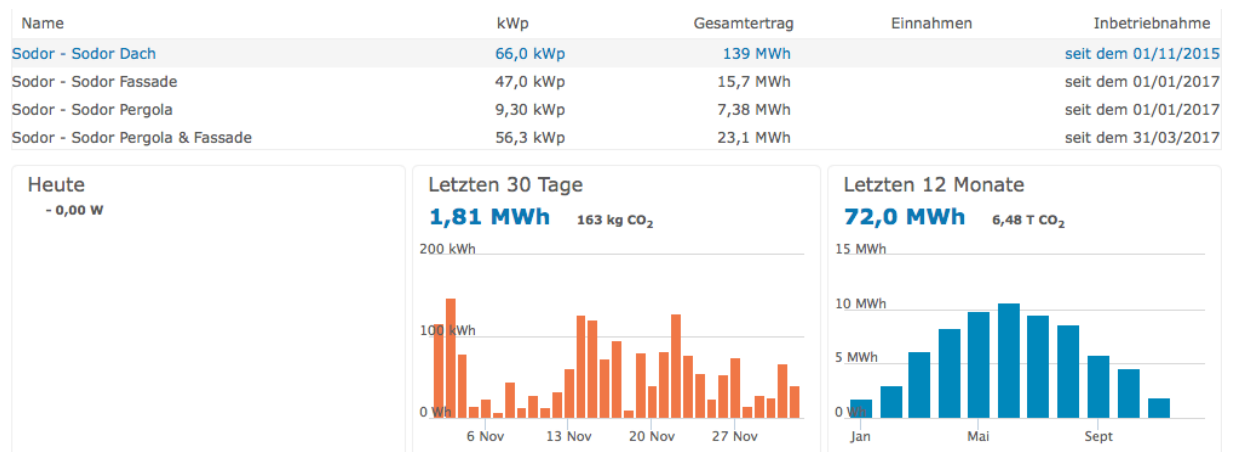 Name kWp Gesamtertrag Einnahmen Inbetriebnahme
Sodor - Sodor Dach 66,0 kWp 139 MWh seit dem 01/11/2015
Sodor - Sodor Fassade 47,0 kWp 15,7 MWh seit dem 01/01/2017
Sodor - Sodor Pergola 9,30 kWp 7,38 MWh seit dem 01/01/2017
Sodor - Sodor Pergola & Fassade 56,3 kWp 23,1 MWh seit dem 31/03/2017
Heute
- 0,00 W
Letzten 30 Tage
1,81 MWh 163 kg CO2
200 kWh
100 kWh
0 Wh
6 Nov 13 Nov 20 Nov 27 Nov
Letzten 12 Monate
72,0 MWh 6,48 T CO2
15 MWh
10 MWh
5 MWh
0 Wh
Jan Mai Sept